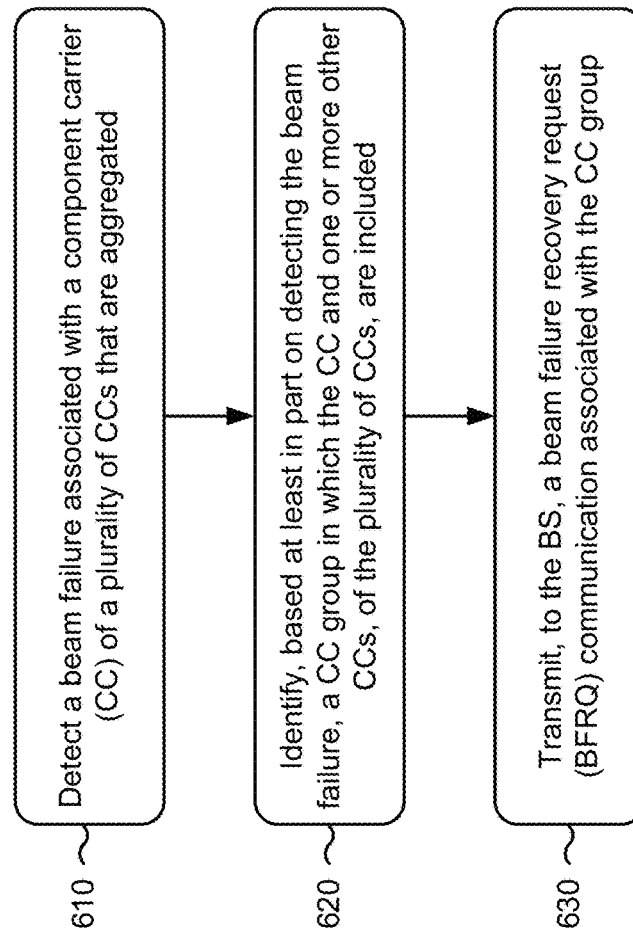 610
Detect a beam failure associated with a component carrier
(CC) of a plurality of CCs that are aggregated
620
Identify, based at least in part on detecting the beam
failure, a CC group in which the CC and one or more other
CCs, of the plurality of CCs, are included
630
Transmit, to the BS, a beam failure recovery request
(BFRQ) communication associated with the CC group